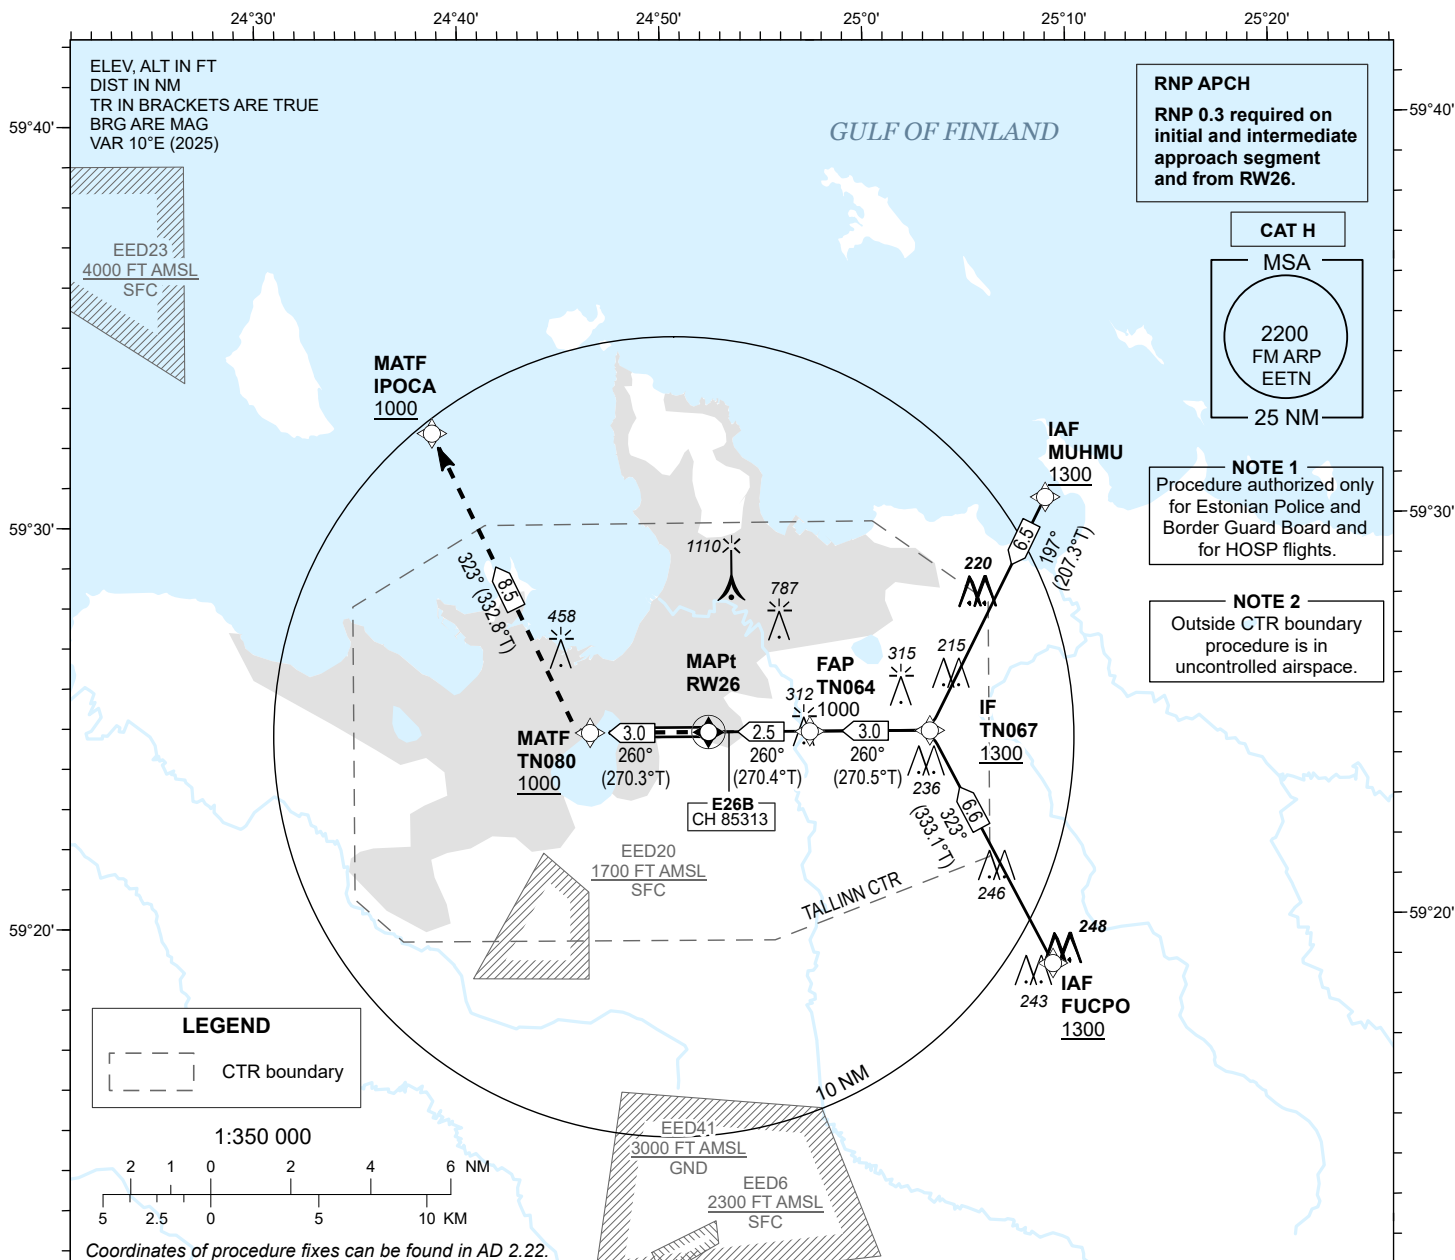 24°30'
24°40'
24°50'
25°0'
25°10'
25°20'
ELEV, ALT IN FT
DIST IN NM
TR IN BRACKETS ARE TRUE
BRG ARE MAG
VAR 10°E (2025)
59°40'
59°40'
GULF OF FINLAND
RNP APCH
RNP 0.3 required on
initial and intermediate
approach segment
and from RW26.
CAT H
MSA
2200
FM ARP
EETN
25 NM
EED23
4000 FT AMSL
SFC
MATF
IPOCA
1000
IAF
MUHMU
1300
NOTE 1
Procedure authorized only
for Estonian Police and
Border Guard Board and
for HOSP flights.
59°30'
59°30'
6.5
197°
(207.3°T)
1110
220
787
323° (332.8°T)
8.5
458
NOTE 2
Outside CTR boundary
procedure is in
uncontrolled airspace.
315
215
MAPt
RW26
FAP
TN064
1000
312
IF
TN067
1300
MATF
TN080
1000
3.0
260°
(270.3°T)
2.5
260°
(270.4°T)
3.0
260°
(270.5°T)
236
E26B
CH 85313
6.6
323°
(333.1°T)
EED20
1700 FT AMSL
SFC
246
TALLINN CTR
59°20'
59°20'
248
243
IAF
FUCPO
1300
LEGEND
CTR boundary
10 NM
1:350 000
2 1 0 2 4 6 NM
5 2.5 0 5 10 KM
EED41
3000 FT AMSL
GND
EED6
2300 FT AMSL
SFC
Coordinates of procedure fixes can be found in AD 2.22.